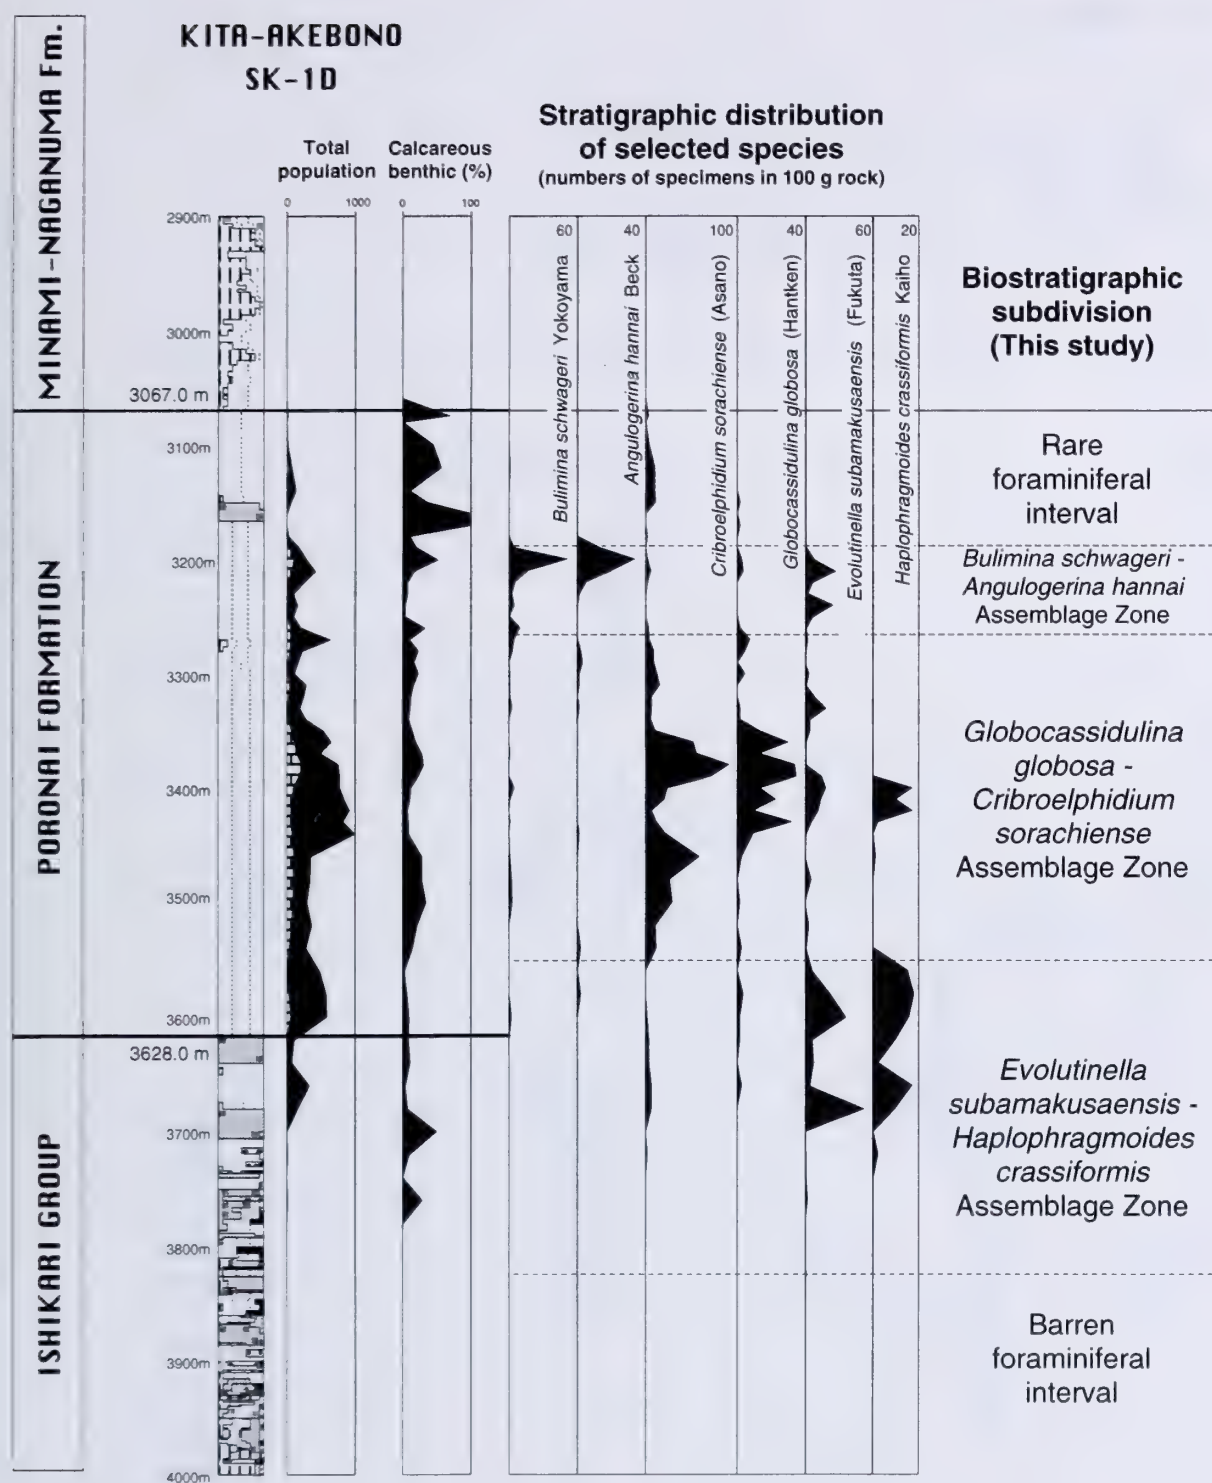 KITA-AKEBONO
SK-1D
Total
population
Calcareous
benthic (%)
Stratigraphic distribution
of selected species
(numbers of specimens in 100 g rock)
0
1000
0
100
60
40
100
40
60
20
MINAMI-NAGANUMA Fm.
PORONAI FORMATION
ISHIKARI GROUP
2900m
3000m
3067.0 m
3100m
3200m
3300m
3400m
3500m
3600m
3628.0 m
3700m
3800m
3900m
4000m
Bulimina schwageri Yokoyama
Angulogerina hannai Beck
Cribroelphidium sorachiense (Asano)
Globocassidulina globosa (Hantken)
Evolutinella subamakusaensis (Fukuta)
Haplophragmoides crassiformis Kaiho
Biostratigraphic
subdivision
(This study)
Rare
foraminiferal
interval
Bulimina schwageri -
Angulogerina hannai
Assemblage Zone
Globocassidulina
globosa -
Cribroelphidium
sorachiense
Assemblage Zone
Evolutinella
subamakusaensis -
Haplophragmoides
crassiformis
Assemblage Zone
Barren
foraminiferal
interval